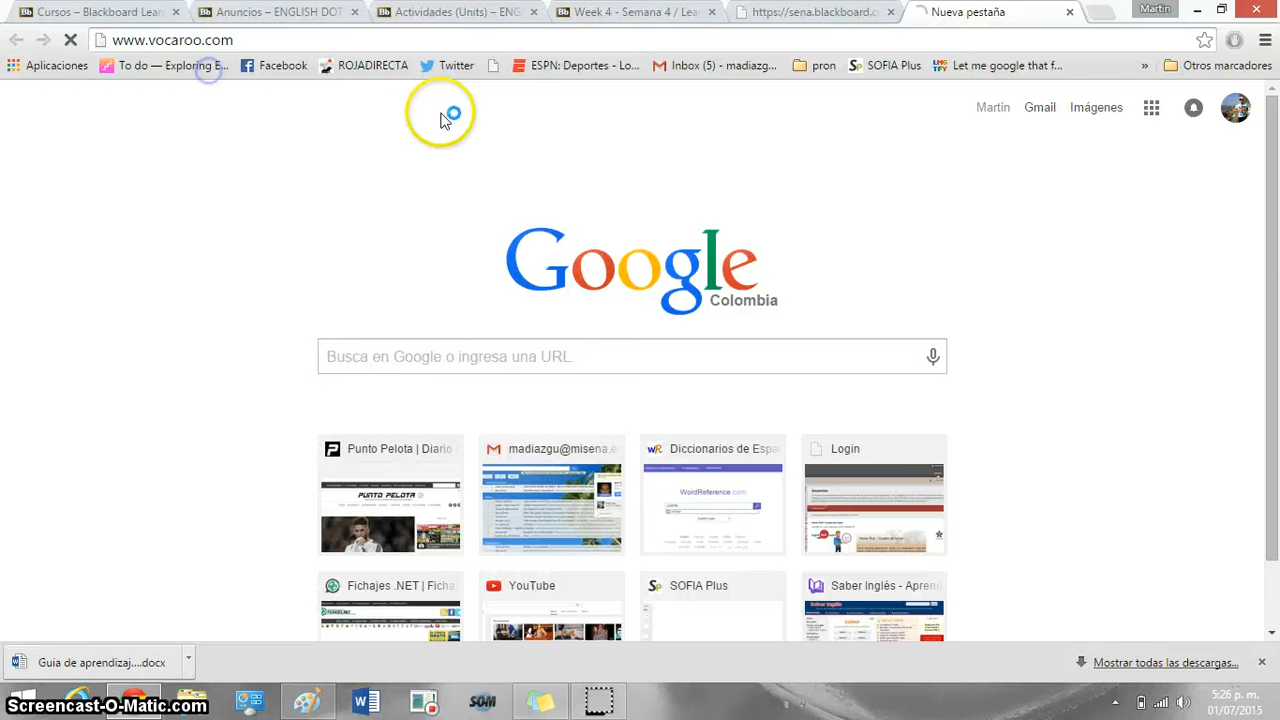 Cursos – Blackboard Lear
Anuncios – ENGLISH DOT
Actividades (Units) – ENG
Week 4 - Semana 4 / Lea
https://sena.blackboard.c
Nueva pestaña
Martin
www.vocaroo.com
Aplicaciones
To do — Exploring E...
Facebook
ROJADIRECTA
Twitter
ESPN: Deportes - Lo...
Inbox (5) - madiazg...
pron
SOFIA Plus
Let me google that f...
»
Otros marcadores
Martin
Gmail
Imágenes
Google
Colombia
Busca en Google o ingresa una URL
Punto Pelota | Diario
madiazgu@misena.e
Diccionarios de Espa
Login
PUNTO PELOTA
WordReference.com
Fichajes .NET | Ficha
YouTube
SOFIA Plus
Saber Inglés - Apren
Saber Inglés
Guia de aprendizaj....docx
Mostrar todas las descargas...
Screencast-O-Matic.com
SOM
5:26 p. m.
01/07/2015